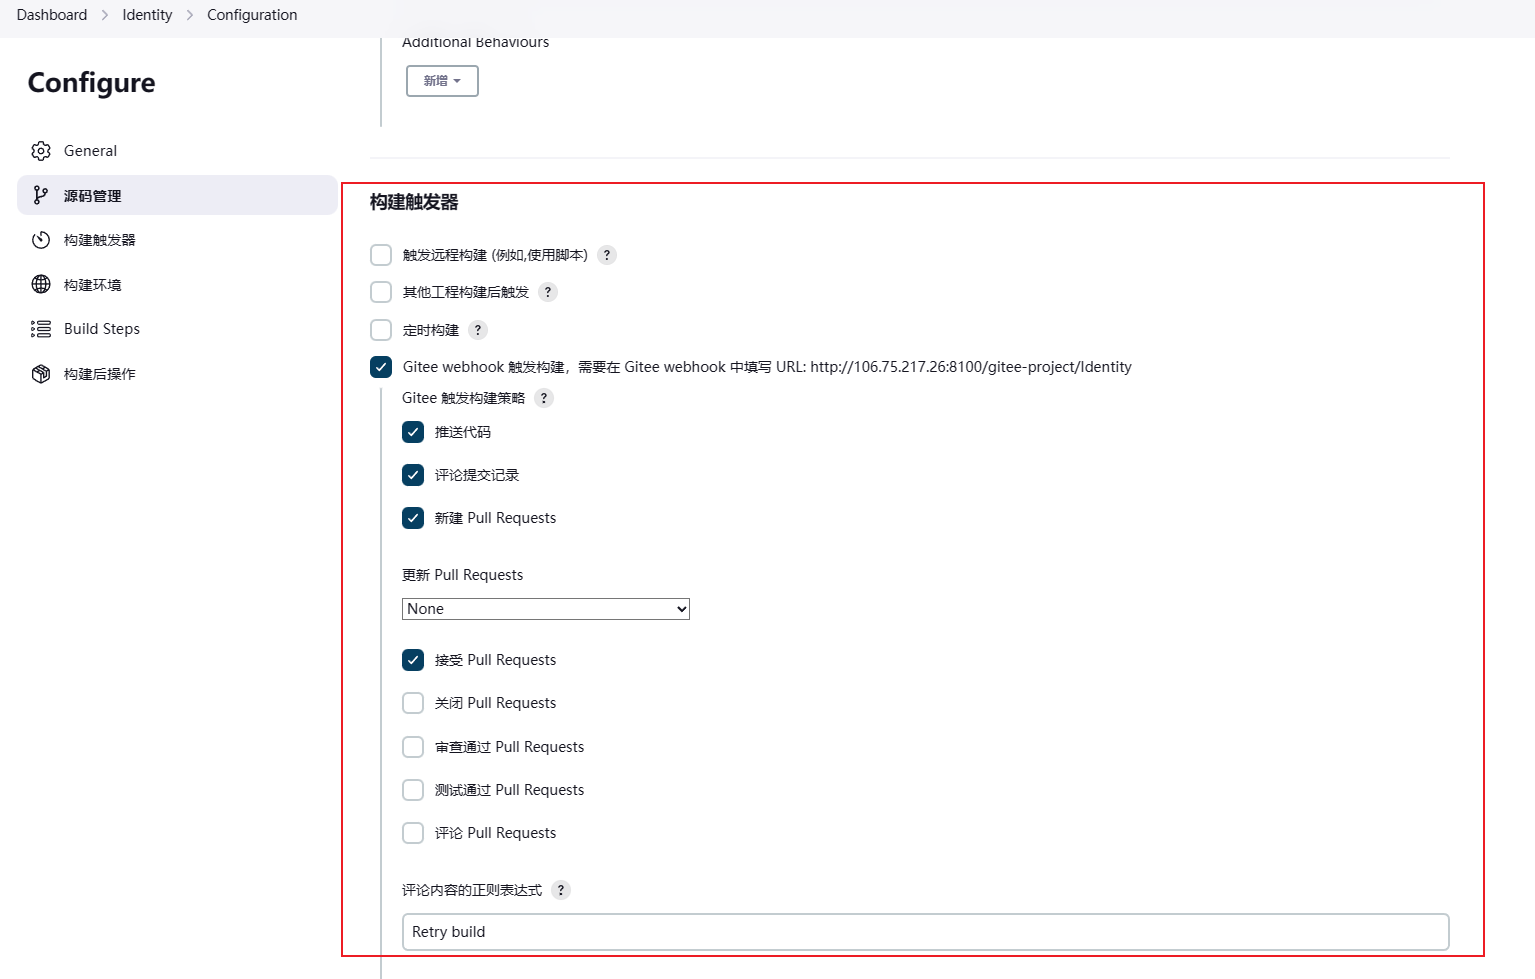 Dashboard > Identity > Configuration
Configure
General
源码管理
构建触发器
构建环境
Build Steps
构建后操作
Additional Behaviours
新增
构建触发器
触发远程构建 (例如,使用脚本) ?
其他工程构建后触发 ?
定时构建 ?
Gitee webhook 触发构建，需要在 Gitee webhook 中填写 URL: http://106.75.217.26:8100/gitee-project/Identity
Gitee 触发构建策略 ?
推送代码
评论提交记录
新建 Pull Requests
更新 Pull Requests
None
接受 Pull Requests
关闭 Pull Requests
审查通过 Pull Requests
测试通过 Pull Requests
评论 Pull Requests
评论内容的正则表达式 ?
Retry build